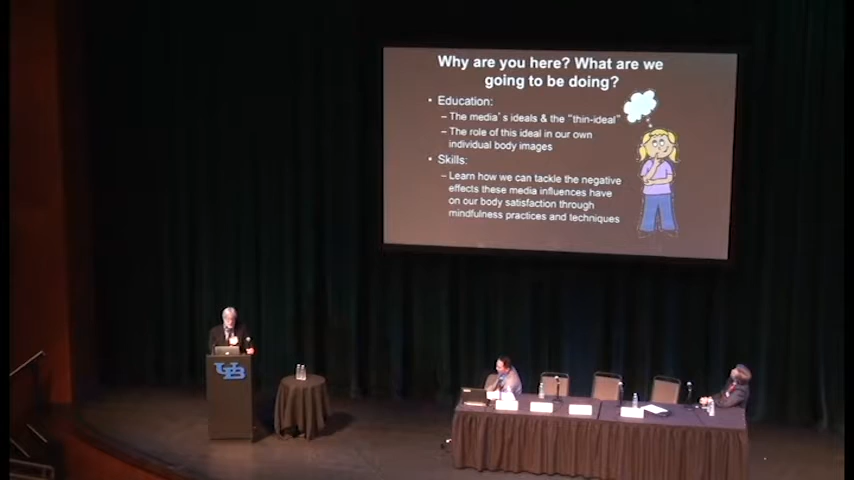 Why are you here? What are we
going to be doing?
• Education:
– The media's ideals & the "thin-ideal"
– The role of this ideal in our own
individual body images
• Skills:
– Learn how we can tackle the negative
effects these media influences have
on our body satisfaction through
mindfulness practices and techniques
UB